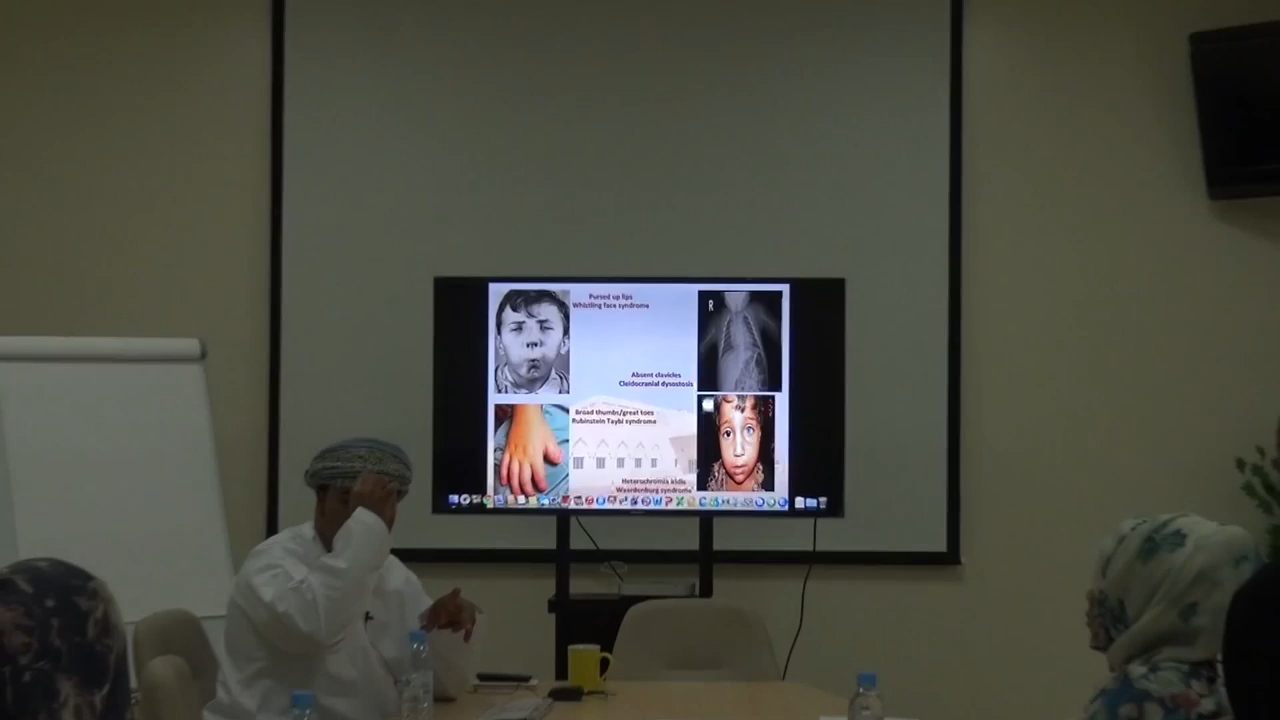 Pursed up lips
Whistling face syndrome
R
Absent clavicles
Cleidocranial dysostosis
Broad thumbs/great toes
Rubinstein Taybi syndrome
Heterochromia iridis
Waardenburg syndrome